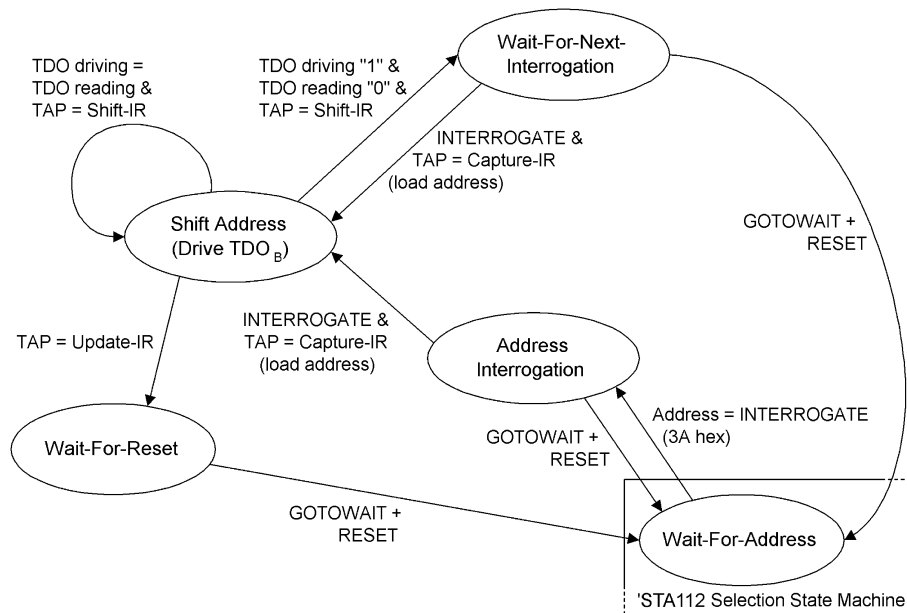 Wait-For-Next-
Interrogation
TDO driving =
TDO reading &
TAP = Shift-IR
TDO driving "1" &
TDO reading "0" &
TAP = Shift-IR
INTERROGATE &
TAP = Capture-IR
(load address)
Shift Address
(Drive TDO B)
GOTOWAIT +
RESET
TAP = Update-IR
INTERROGATE &
TAP = Capture-IR
(load address)
Address
Interrogation
Wait-For-Reset
GOTOWAIT +
RESET
Address = INTERROGATE
(3A hex)
GOTOWAIT +
RESET
Wait-For-Address
'STA112 Selection State Machine